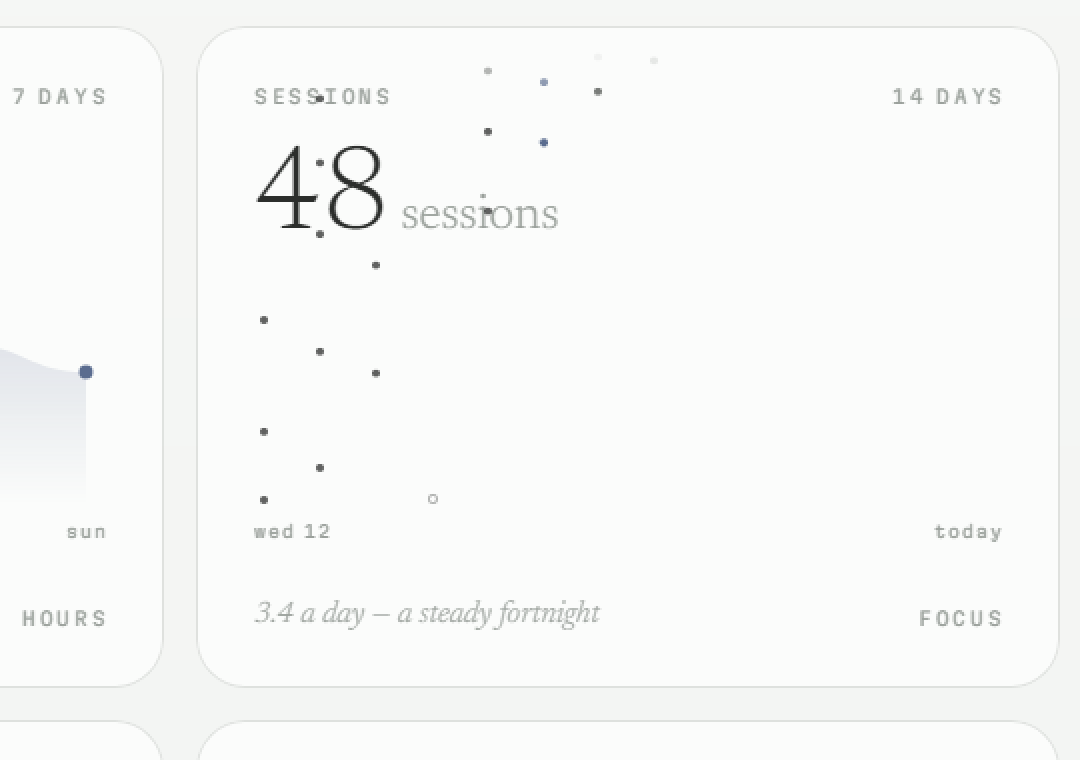 7 DAYS
SESSIONS
14 DAYS
48 sessions
sun
wed 12
today
HOURS
3.4 a day – a steady fortnight
FOCUS